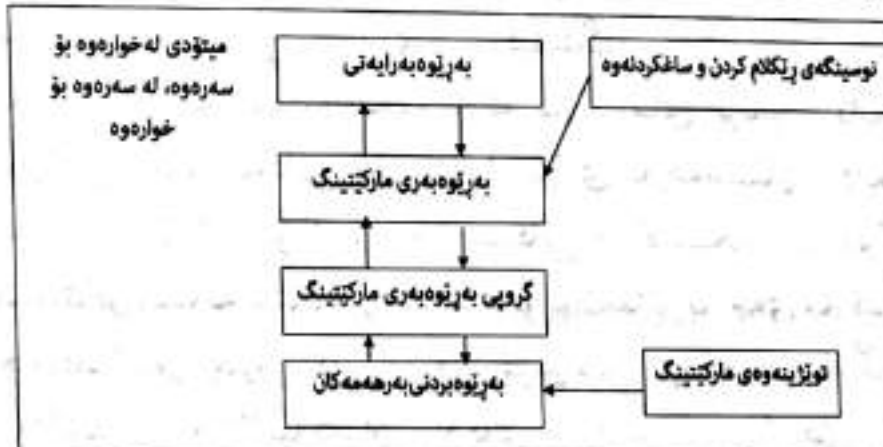 میتۆدی لەخوارەوە بۆ
سەرەوە، لە سەرەوە بۆ
خوارەوە
بەڕێوەبەرایەتی
نوسینگەی ڕێکلام کردن و ساغکردنەوە
بەڕێوەبەری مارکێتینگ
گروپی بەڕێوەبەری مارکێتینگ
بەڕێوەبردنی بەرهەمەکان
توێژینەوەی مارکێتینگ